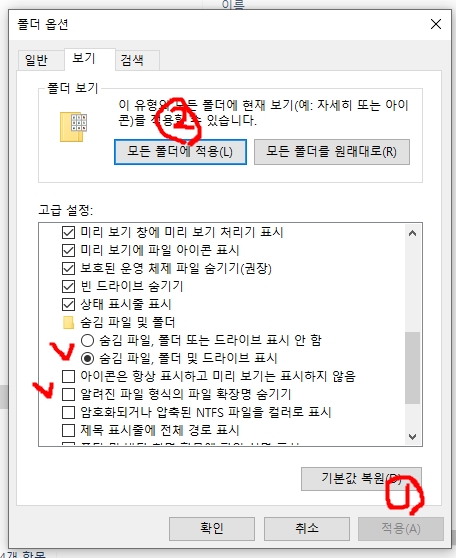 이름
폴더 옵션
일반 보기 검색
폴더 보기
이 유형의 모든 폴더에 현재 보기(예: 자세히 또는 아이
콘)를 적용할 수 있습니다.
②
모든 폴더에 적용(L) 모든 폴더를 원래대로(R)
고급 설정:
미리 보기 창에 미리 보기 처리기 표시
미리 보기에 파일 아이콘 표시
보호된 운영 체제 파일 숨기기(권장)
빈 드라이브 숨기기
상태 표시줄 표시
숨김 파일 및 폴더
숨김 파일, 폴더 또는 드라이브 표시 안 함
숨김 파일, 폴더 및 드라이브 표시
아이콘은 항상 표시하고 미리 보기는 표시하지 않음
알려진 파일 형식의 파일 확장명 숨기기
암호화되거나 압축된 NTFS 파일을 컬러로 표시
제목 표시줄에 전체 경로 표시
기본값 복원(D)
①
확인 취소 적용(A)
4개 항목